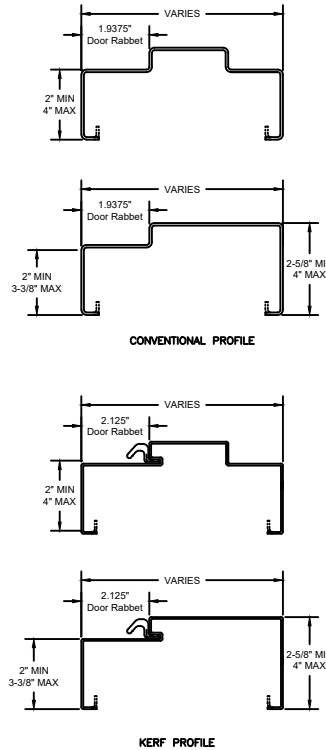 VARIES
1.9375"
Door Rabbet
2" MIN
4" MAX
VARIES
1.9375"
Door Rabbet
2" MIN
3-3/8" MAX
2-5/8" MI
4" MAX
CONVENTIONAL PROFILE
VARIES
2.125"
Door Rabbet
2" MIN
4" MAX
VARIES
2.125"
Door Rabbet
2" MIN
3-3/8" MAX
2-5/8" MI
4" MAX
KERF PROFILE